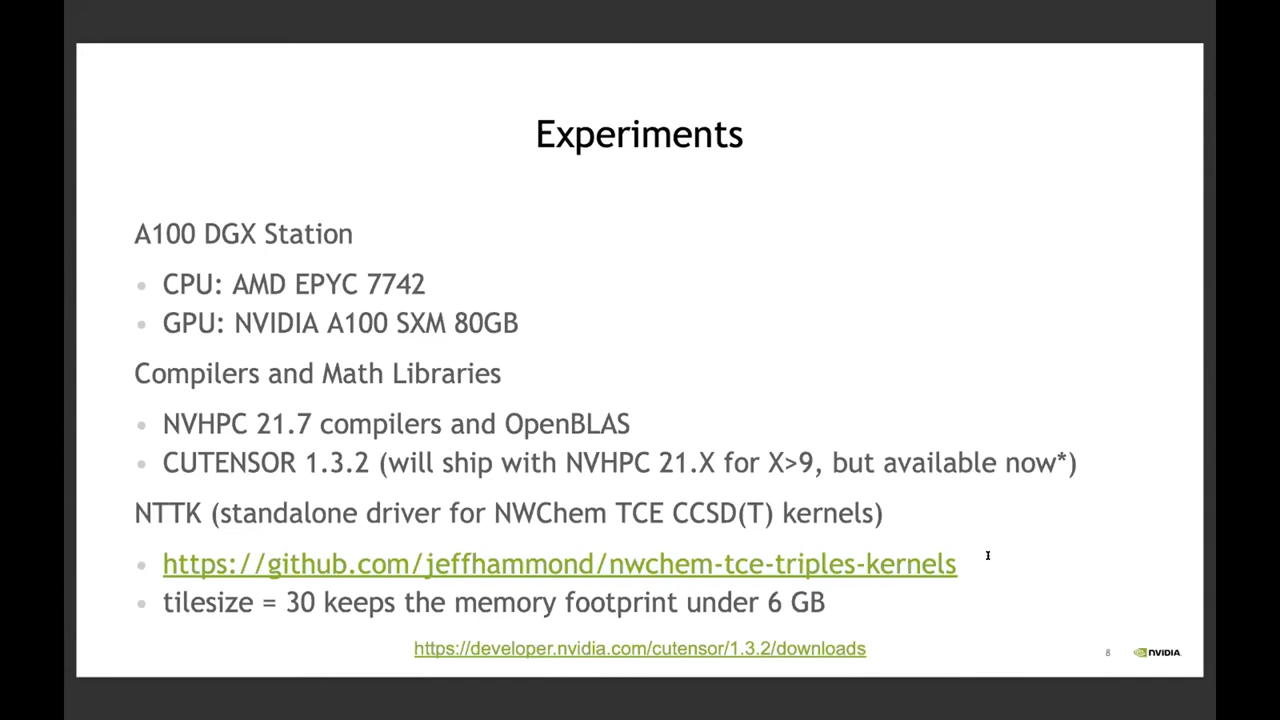 Experiments
A100 DGX Station
• CPU: AMD EPYC 7742
• GPU: NVIDIA A100 SXM 80GB
Compilers and Math Libraries
• NVHPC 21.7 compilers and OpenBLAS
• CUTENSOR 1.3.2 (will ship with NVHPC 21.X for X>9, but available now*)
NTTK (standalone driver for NWChem TCE CCSD(T) kernels)
• https://github.com/jeffhammond/nwchem-tce-triples-kernels
• tilesize = 30 keeps the memory footprint under 6 GB
https://developer.nvidia.com/cutensor/1.3.2/downloads
8 NVIDIA.